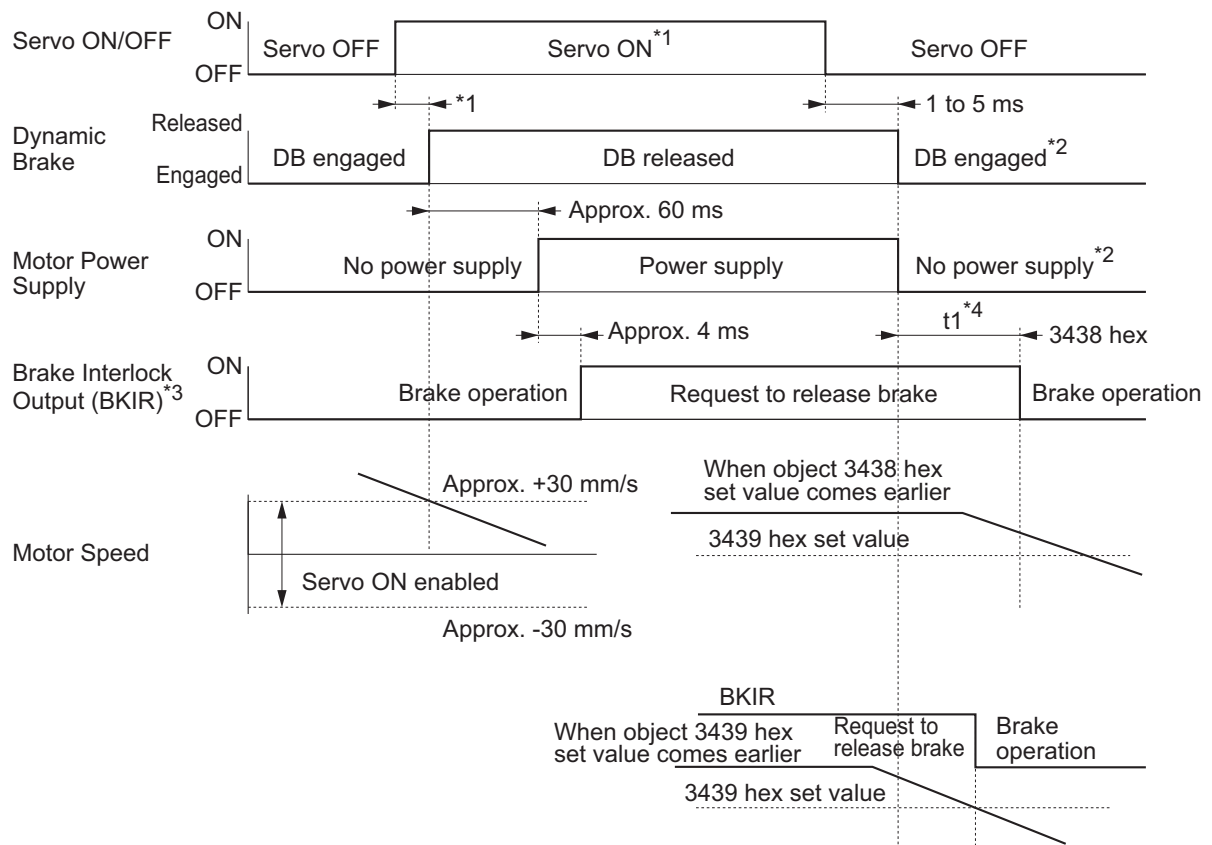 Servo ON/OFF
ON
OFF
Servo OFF
Servo ON*1
Servo OFF
*1
1 to 5 ms
Dynamic
Brake
Released
Engaged
DB engaged
DB released
DB engaged*2
Approx. 60 ms
Motor Power
Supply
ON
OFF
No power supply
Power supply
No power supply*2
Approx. 4 ms
t1*4
3438 hex
Brake Interlock
Output (BKIR)*3
ON
OFF
Brake operation
Request to release brake
Brake operation
Motor Speed
Approx. +30 mm/s
Servo ON enabled
Approx. -30 mm/s
When object 3438 hex
set value comes earlier
3439 hex set value
BKIR
When object 3439 hex
set value comes earlier
Request to
release brake
Brake
operation
3439 hex set value